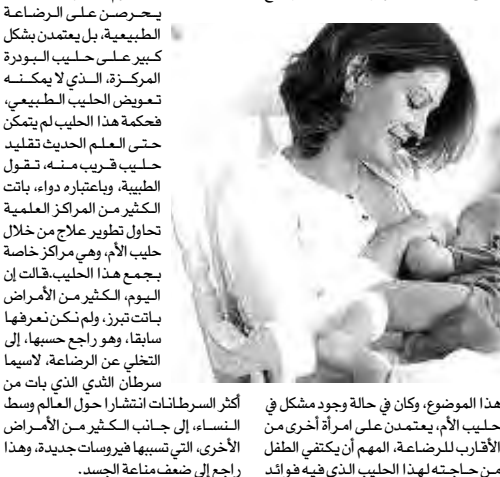 هذا الموضوع، وكان في حالة وجود مشكل في
حليب الأم، يعتمدن على امرأة أخرى من
الأقارب للرضاعة، المهم أن يكتفي الطفل
من حاجته لهذا الحليب الذي فيه فوائد
يحرصن على الرضاعة
الطبيعية، بل يعتمدن بشكل
كبير على حليب البودرة
المركزة، الذي لا يمكنه
تعويض الحليب الطبيعي،
فحكمة هذا الحليب لم يتمكن
حتى العلم الحديث تقليد
حليب قريب منه، تقول
الطبيبة، وباعتباره دواء، باتت
الكثير من المراكز العلمية
تحاول تطوير علاج من خلال
حليب الأم، وهي مراكز خاصة
بجمع هذا الحليب.قالت إن
اليوم، الكثير من الأمراض
باتت تبرز، ولم نكن نعرفها
سابقا، وهو راجع حسبها، إلى
التخلي عن الرضاعة، لاسيما
سرطان الثدي الذي بات من
أكثر السرطانات انتشارا حول العالم وسط
النساء، إلى جانب الكثير من الأمراض
الأخرى، التي تسببها فيروسات جديدة، وهذا
راجع إلى ضعف مناعة الجسد.